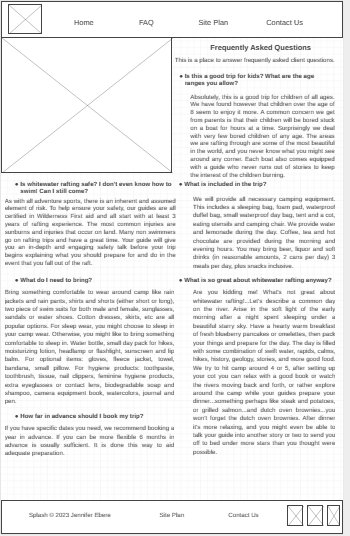 Home FAQ Site Plan Contact Us
Frequently Asked Questions
This is a place to answer frequently asked client questions.
● Is this a good trip for kids? What are the age
ranges you allow?
Absolutely, this is a good trip for children of all ages.
We have found however that children over the age of
8 seem to enjoy it more. A common concern we get
from parents is that their children will be bored stuck
on a boat for hours at a time. Surprisingly we deal
with very few bored children of any age. The areas
we are rafting through are some of the most beautiful
in the world, and you never know what you might see
around any corner. Each boat also comes equipped
with a guide who never runs out of stories to keep
the interest of the children burning.
● Is whitewater rafting safe? I don't even know how to
swim! Can I still come?
As with all adventure sports, there is an inherent and assumed
element of risk. To help ensure your safety, our guides are all
certified in Wilderness First aid and all start with at least 3
years of rafting experience. The most common injuries are
sunburns and injuries that occur on land. Many non swimmers
go on rafting trips and have a great time. Your guide will give
you an in-depth and engaging safety talk before your trip
begins explaining what you should prepare for and do in the
event that you fall out of the raft.
● What is included in the trip?
We will provide all necessary camping equipment.
This includes a sleeping bag, foam pad, waterproof
duffel bag, small waterproof day bag, tent and a cot,
eating utensils and camping chair. We provide water
and lemonade during the day. Coffee, tea and hot
chocolate are provided during the morning and
evening hours. You may bring beer, liquor and soft
drinks (in reasonable amounts, 2 cans per day) 3
meals per day, plus snacks inclusive.
● What do I need to bring?
Bring something comfortable to wear around camp like rain
jackets and rain pants, shirts and shorts (either short or long),
two piece of swim suits for both male and female, sunglasses,
sandals or water shoes. Cotton dresses, skirts, etc are all
popular options. For sleep wear, you might choose to sleep in
your camp wear. Otherwise, you might like to bring something
comfortable to sleep in. Water bottle, small day pack for hikes,
moisturizing lotion, headlamp or flashlight, sunscreen and lip
balm. For optional items: gloves, fleece jacket, towel,
bandana, small pillow. For hygiene products: toothpaste,
toothbrush, tissue, nail clippers, feminine hygiene products,
extra eyeglasses or contact lens, biodegradable soap and
shampoo, camera equipment book, watercolors, journal and
pen.
● What is so great about whitewater rafting anyway?
Are you kidding me! What's not great about
whitewater rafting!...Let's describe a common day
on the river. Arise in the soft light of the early
morning after a night spent sleeping under a
beautiful starry sky. Have a hearty warm breakfast
of fresh blueberry pancakes or omelettes, then pack
your things and prepare for the day. The day is filled
with some combination of swift water, rapids, calms,
hikes, history, geology, stories, and more good food.
We try to hit camp around 4 or 5, after setting up
your cot you can relax with a good book or watch
the rivers moving back and forth, or rather explore
around the camp while your guides prepare your
dinner...something perhaps like steak and potatoes,
or grilled salmon...and dutch oven brownies...you
won't forget the dutch oven brownies. After dinner
it's more relaxing, and you might even be able to
talk your guide into another story or two to send you
off to bed under more stars than you thought were
possible.
● How far in advance should I book my trip?
If you have specific dates you need, we recommend booking a
year in advance. If you can be more flexible 6 months in
advance is usually sufficient. It is done this way to aid
adequate preparation.
Splash © 2023 Jennifer Ebere Site Plan Contact Us